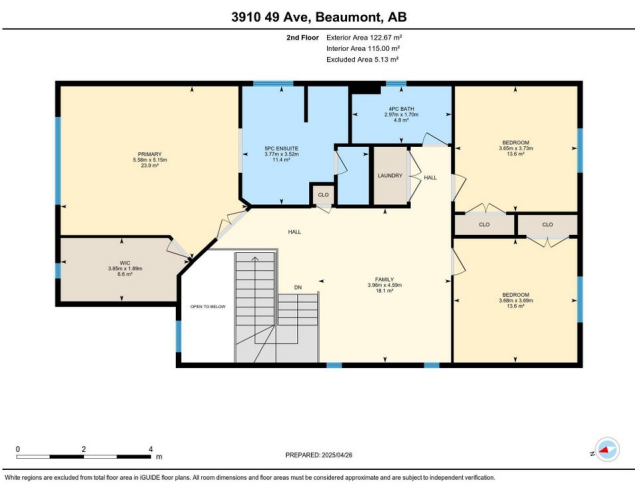 3910 49 Ave, Beaumont, AB
2nd Floor Exterior Area 122.67 m²
Interior Area 115.00 m²
Excluded Area 5.13 m²
PRIMARY
5.58m x 5.15m
23.9 m²
5PC ENSUITE
3.77m x 3.52m
11.4 m²
4PC BATH
2.97m x 1.70m
4.8 m²
BEDROOM
3.65m x 3.73m
13.6 m²
LAUNDRY
HALL
CLO
CLO
CLO
HALL
WIC
3.85m x 1.89m
6.6 m²
FAMILY
3.96m x 4.59m
18.1 m²
DN
OPEN TO BELOW
BEDROOM
3.68m x 3.69m
13.6 m²
0 2 4
m
PREPARED: 2025/04/26
N
White regions are excluded from total floor area in iGUIDE floor plans. All room dimensions and floor areas must be considered approximate and are subject to independent verification.